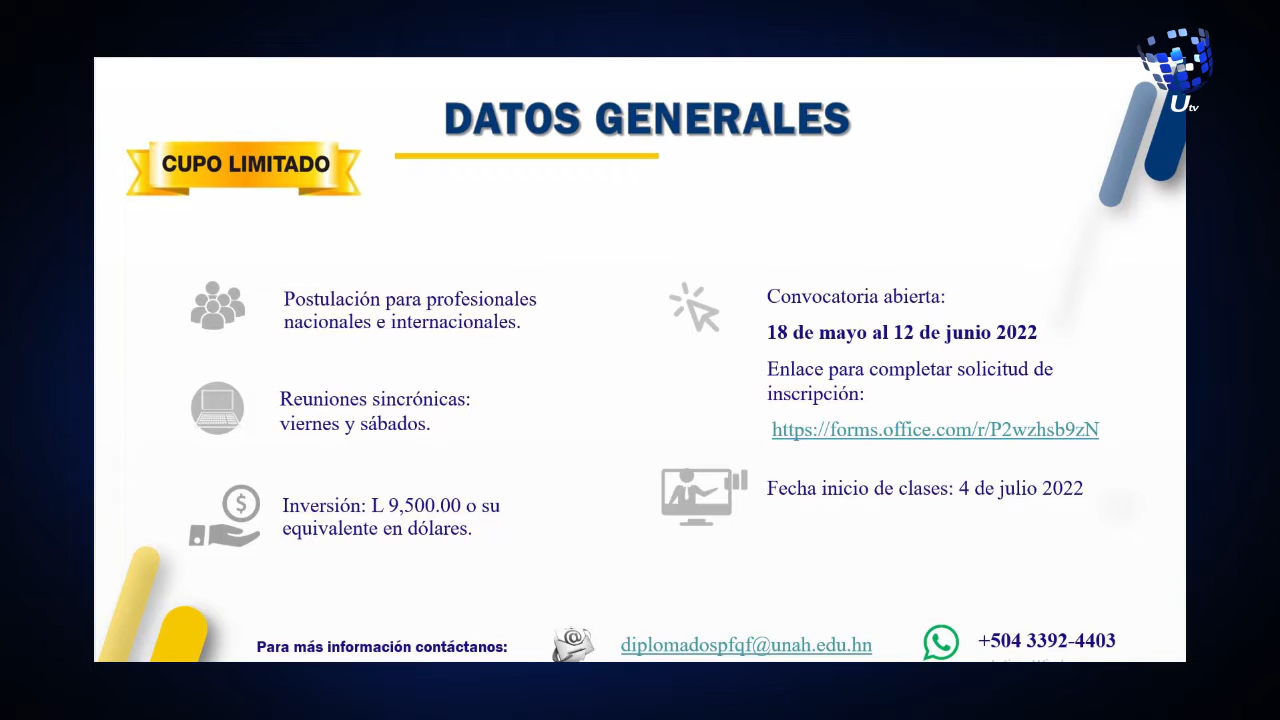 Utv
DATOS GENERALES
CUPO LIMITADO
Postulación para profesionales
nacionales e internacionales.
Reuniones sincrónicas:
viernes y sábados.
Inversión: L 9,500.00 o su
equivalente en dólares.
Convocatoria abierta:
18 de mayo al 12 de junio 2022
Enlace para completar solicitud de
inscripción:
https://forms.office.com/r/P2wzhsb9zN
Fecha inicio de clases: 4 de julio 2022
Para más información contáctanos:
diplomadospfqf@unah.edu.hn
+504 3392-4403